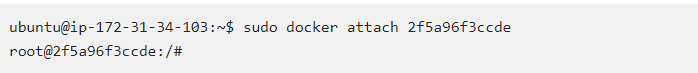 ubuntu@ip-172-31-34-103:~$ sudo docker attach 2f5a96f3ccde
root@2f5a96f3ccde:/#